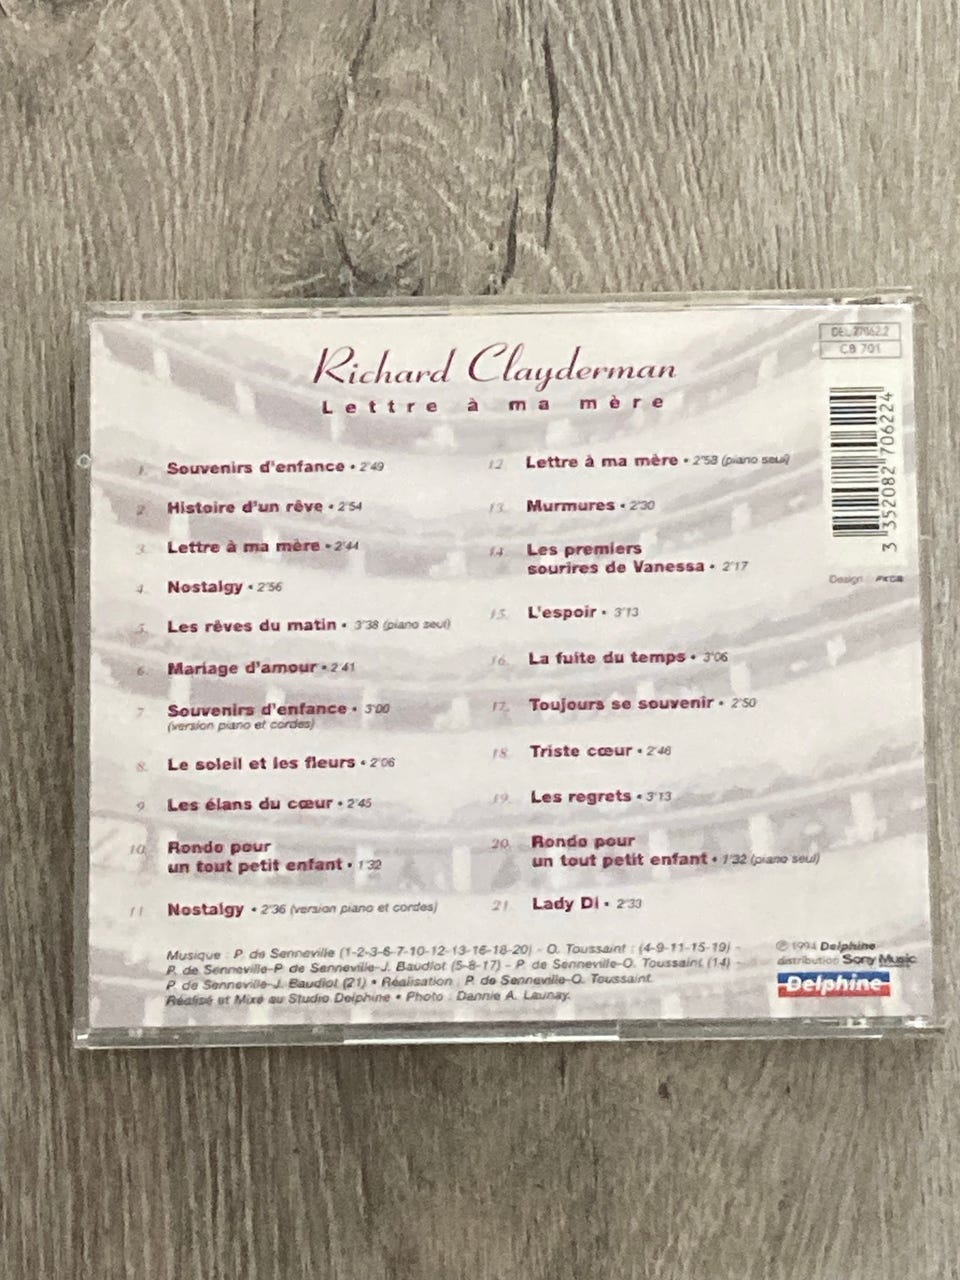 Richard Clayderman
Lettre à ma mère
DEL 70622
CB 701
3 352082 706224
Design : FKGB
1. Souvenirs d'enfance • 2'49
2. Histoire d'un rêve • 2'54
3. Lettre à ma mère • 2'44
4. Nostalgy • 2'56
5. Les rêves du matin • 3'38 (piano seul)
6. Mariage d'amour • 2'41
7. Souvenirs d'enfance • 3'00
(version piano et cordes)
8. Le soleil et les fleurs • 2'06
9. Les élans du cœur • 2'45
10. Rondo pour
un tout petit enfant • 1'32
11. Nostalgy • 2'36 (version piano et cordes)
12. Lettre à ma mère • 2'53 (piano seul)
13. Murmures • 2'30
14. Les premiers
sourires de Vanessa • 2'17
15. L'espoir • 3'13
16. La fuite du temps • 3'06
17. Toujours se souvenir • 2'50
18. Triste cœur • 2'46
19. Les regrets • 3'13
20. Rondo pour
un tout petit enfant • 1'32 (piano seul)
21. Lady Di • 2'33
Musique : P. de Senneville (1-2-3-6-7-10-12-13-16-18-20) - O. Toussaint : (4-9-11-15-19) -
P. de Senneville-P. de Senneville-J. Baudlot (5-8-17) - P. de Senneville-O. Toussaint (14) -
P. de Senneville-J. Baudlot (21) • Réalisation : P. de Senneville-O. Toussaint.
Réalisé et Mixé au Studio Delphine • Photo : Dannie A. Launay.
℗ 1994 Delphine
distribution Sony Music
Delphine